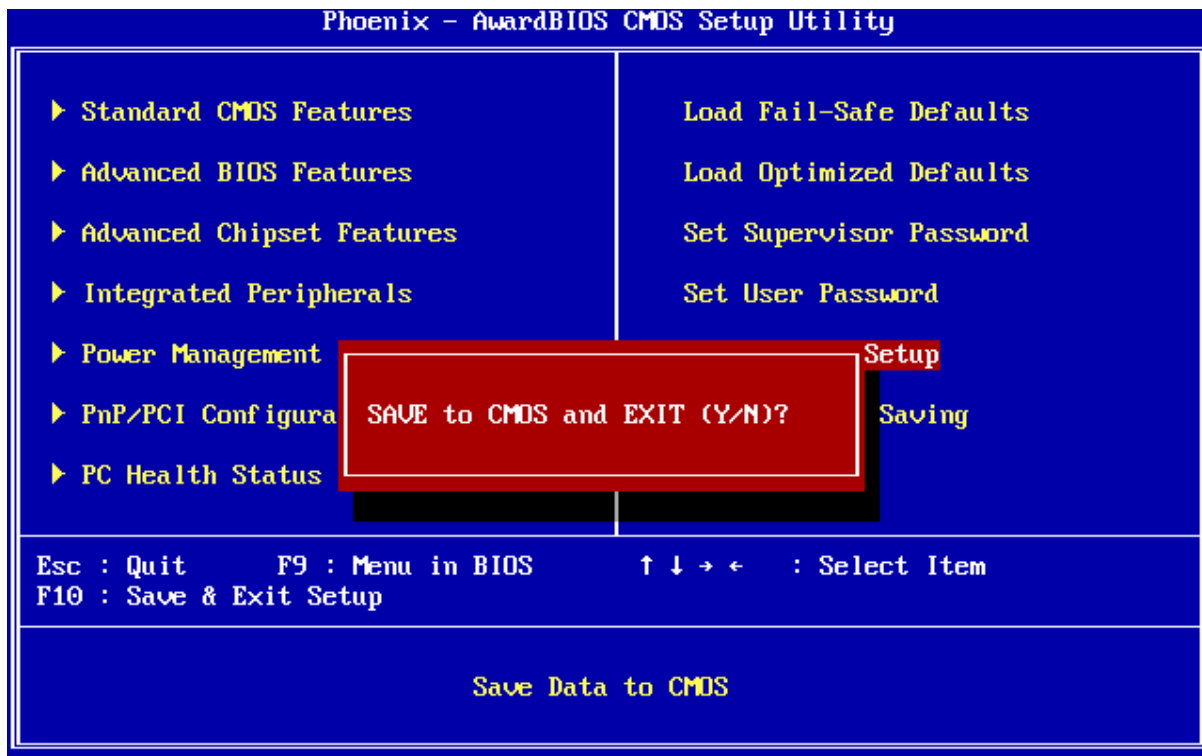 Phoenix - AwardBIOS CMOS Setup Utility
Standard CMOS Features
Advanced BIOS Features
Advanced Chipset Features
Integrated Peripherals
Power Management
PnP/PCI Configura
PC Health Status
Load Fail-Safe Defaults
Load Optimized Defaults
Set Supervisor Password
Set User Password
Setup
Saving
SAVE to CMOS and EXIT (Y/N)?
Esc : Quit F9 : Menu in BIOS ↑ ↓ → ← : Select Item
F10 : Save & Exit Setup
Save Data to CMOS